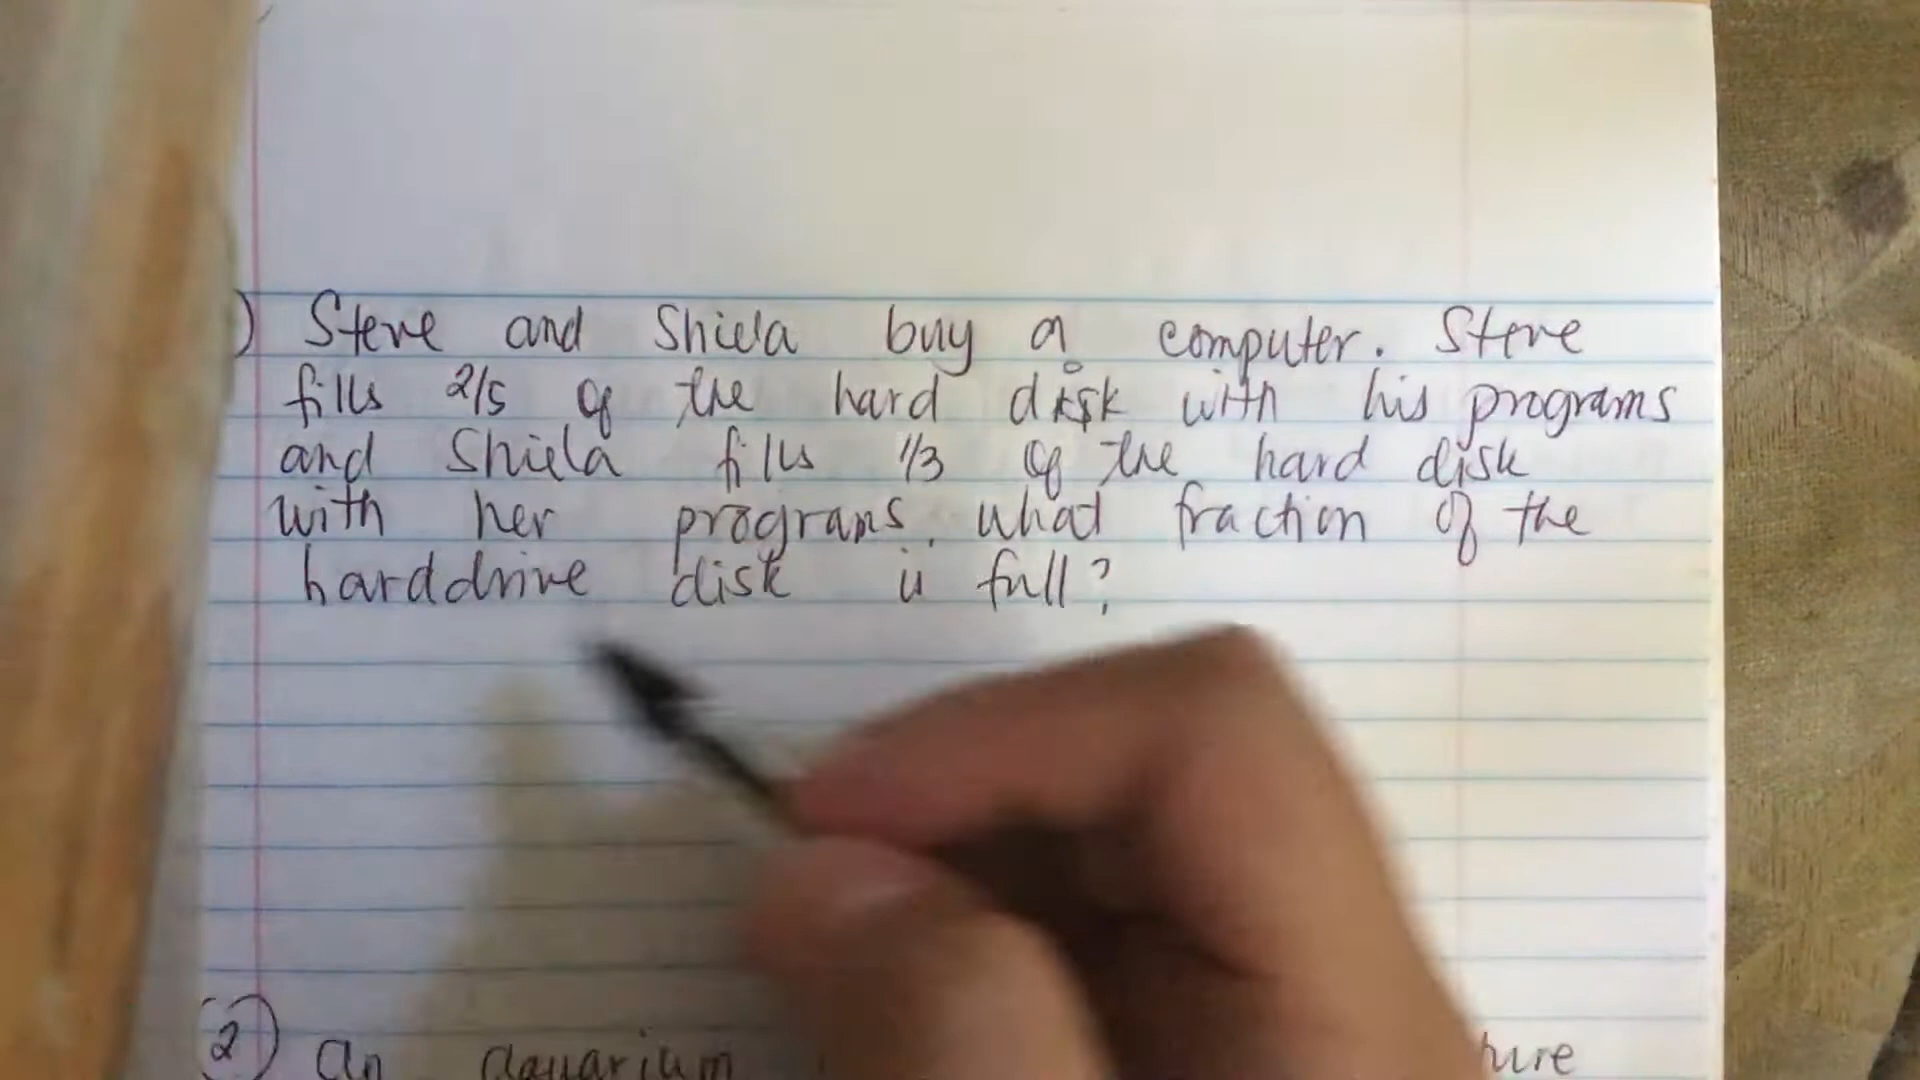 ) Steve and Shiela buy a computer. Steve
fills 2/5 of the hard disk with his programs
and Shiela fills 1/3 of the hard disk
with her programs. what fraction of the
harddrive disk is full?
2) an aquarium